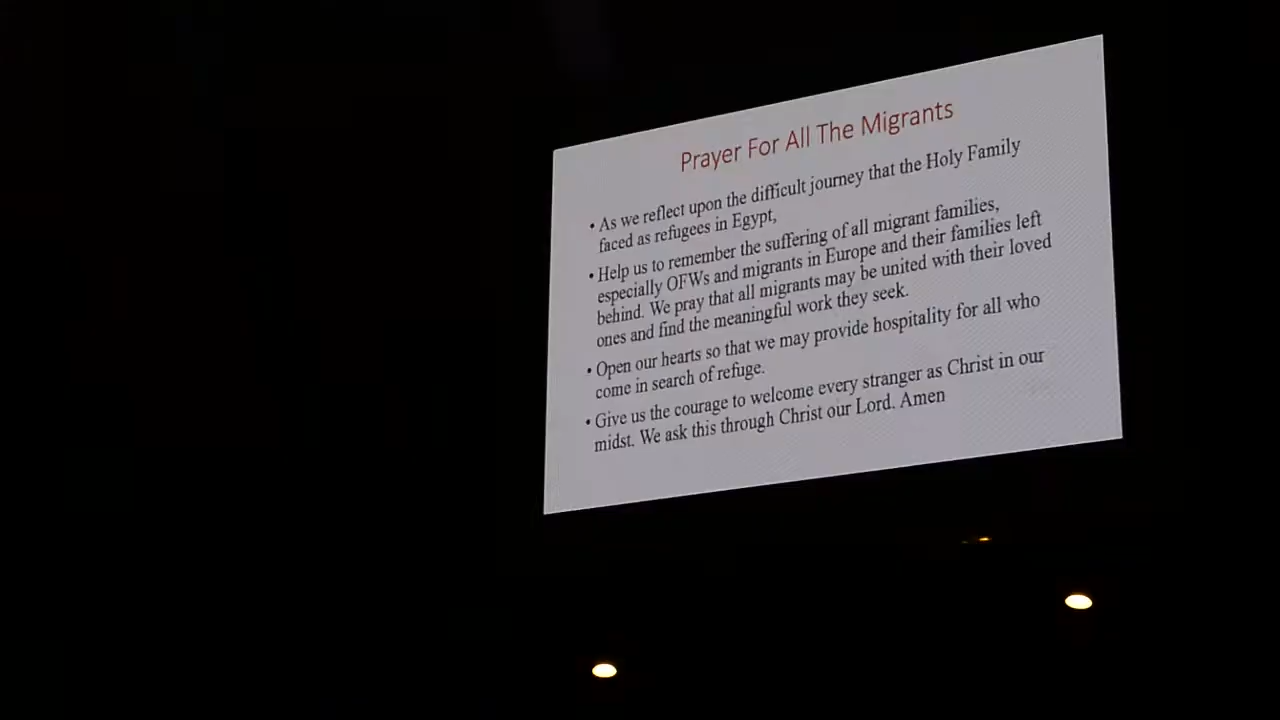 Prayer For All The Migrants
• As we reflect upon the difficult journey that the Holy Family
faced as refugees in Egypt,
• Help us to remember the suffering of all migrant families,
especially OFWs and migrants in Europe and their families left
behind. We pray that all migrants may be united with their loved
ones and find the meaningful work they seek.
• Open our hearts so that we may provide hospitality for all who
come in search of refuge.
• Give us the courage to welcome every stranger as Christ in our
midst. We ask this through Christ our Lord. Amen